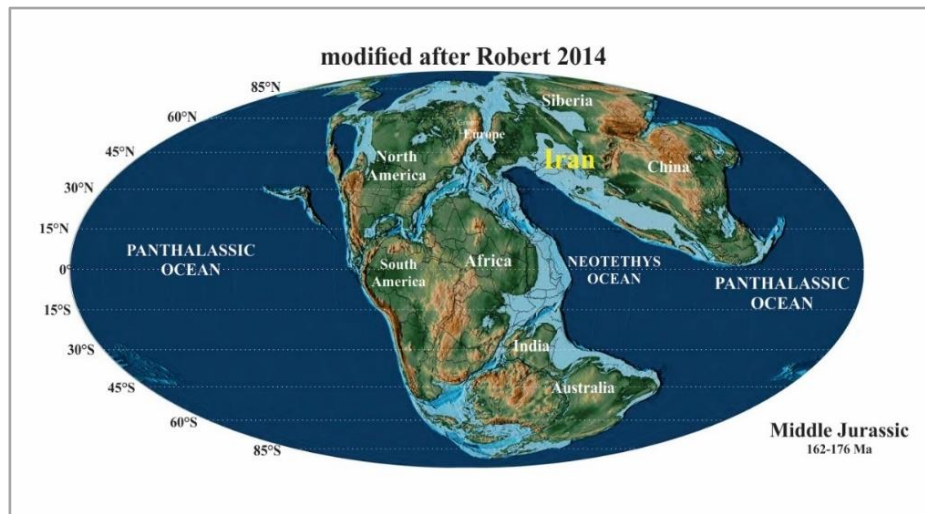 modified after Robert 2014
85°N
Siberia
60°N
Europe
45°N
North
America
Iran
China
30°N
15°N
PANTHALASSIC
OCEAN
0°
South
America
Africa
NEOTETHYS
OCEAN
PANTHALASSIC
OCEAN
15°S
30°S
India
45°S
Australia
60°S
85°S
Middle Jurassic
162-176 Ma